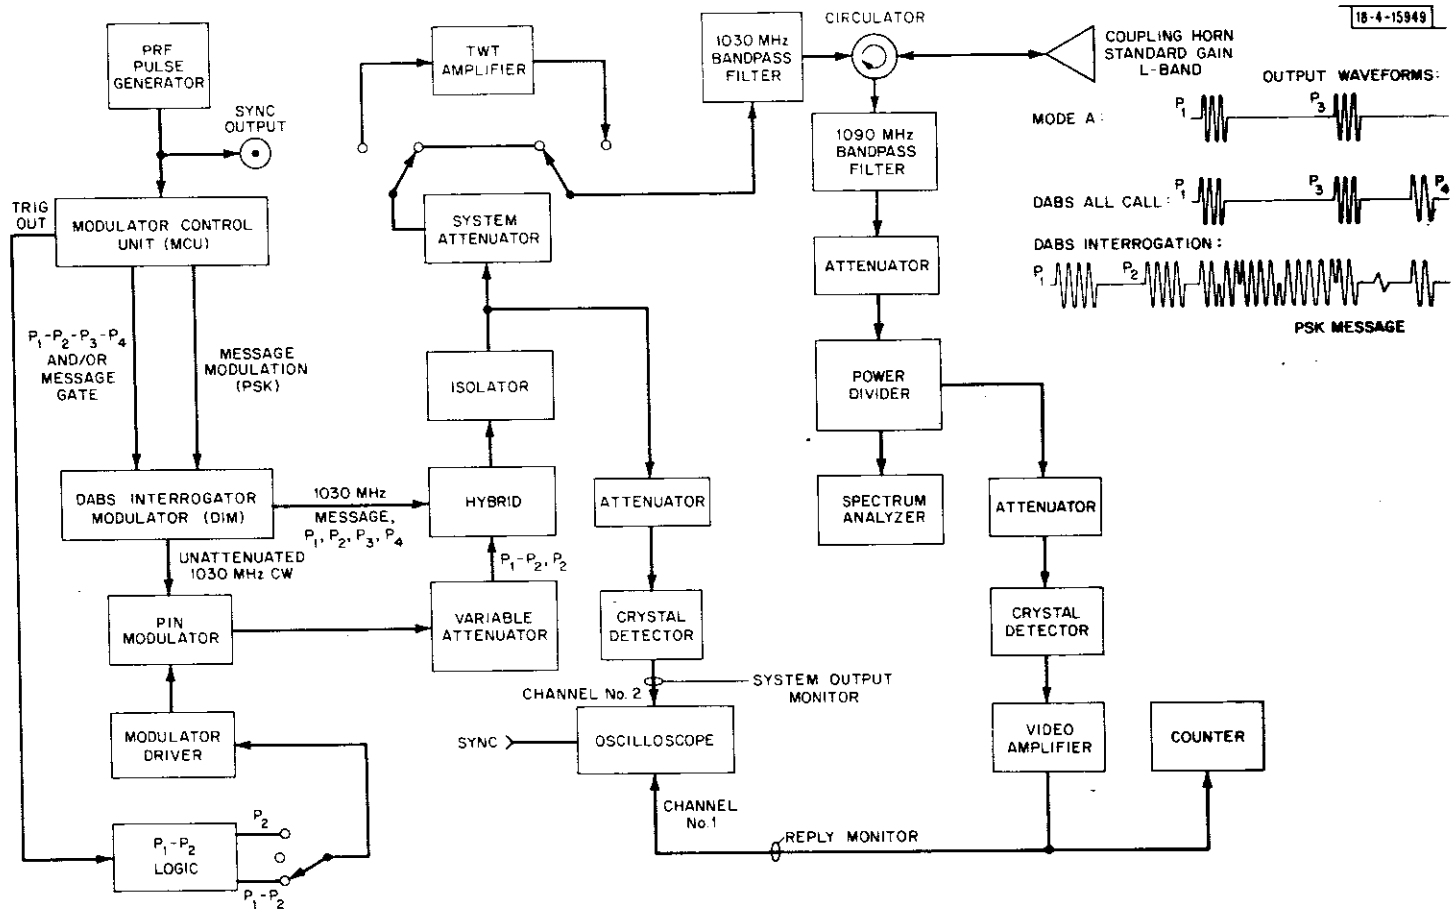 18-4-15949
CIRCULATOR
PRF
PULSE
GENERATOR
TWT
AMPLIFIER
1030 MHz
BANDPASS
FILTER
COUPLING HORN
STANDARD GAIN
L-BAND
OUTPUT WAVEFORMS:
SYNC
OUTPUT
MODE A:
P1
P3
1090 MHz
BANDPASS
FILTER
TRIG
OUT
MODULATOR CONTROL
UNIT (MCU)
SYSTEM
ATTENUATOR
DABS ALL CALL:
P1
P3
P4
ATTENUATOR
DABS INTERROGATION:
P1
P2
PSK MESSAGE
P1-P2-P3-P4
AND/OR
MESSAGE
GATE
MESSAGE
MODULATION
(PSK)
ISOLATOR
POWER
DIVIDER
DABS INTERROGATOR
MODULATOR (DIM)
1030 MHz
MESSAGE,
P1, P2, P3, P4
HYBRID
ATTENUATOR
SPECTRUM
ANALYZER
ATTENUATOR
UNATTENUATED
1030 MHz CW
P1-P2, P2
PIN
MODULATOR
VARIABLE
ATTENUATOR
CRYSTAL
DETECTOR
CRYSTAL
DETECTOR
CHANNEL No. 2
SYSTEM OUTPUT
MONITOR
MODULATOR
DRIVER
SYNC
OSCILLOSCOPE
VIDEO
AMPLIFIER
COUNTER
CHANNEL
No. 1
P1-P2
LOGIC
P2
P1-P2
REPLY MONITOR